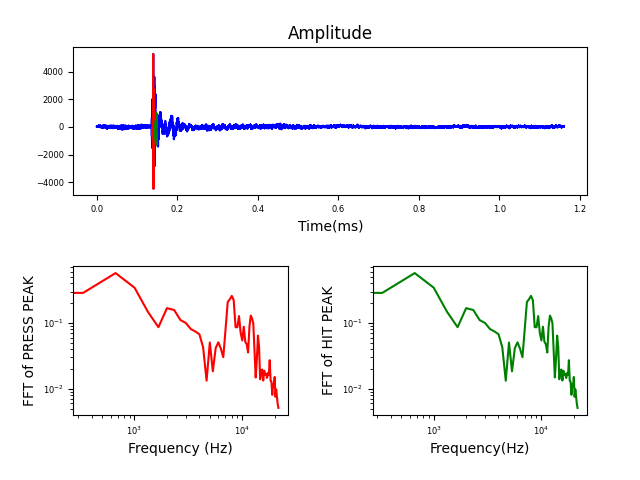 Amplitude
4000
2000
0
−2000
−4000
0.0 0.2 0.4 0.6 0.8 1.0 1.2
Time(ms)
FFT of PRESS PEAK
10⁻¹
10⁻²
10³ 10⁴
Frequency (Hz)
FFT of HIT PEAK
10⁻¹
10⁻²
10³ 10⁴
Frequency(Hz)